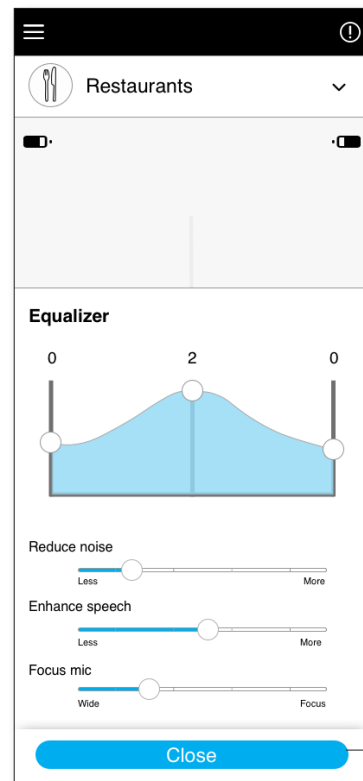 Restaurants
Equalizer
0 2 0
Reduce noise
Less More
Enhance speech
Less More
Focus mic
Wide Focus
Close